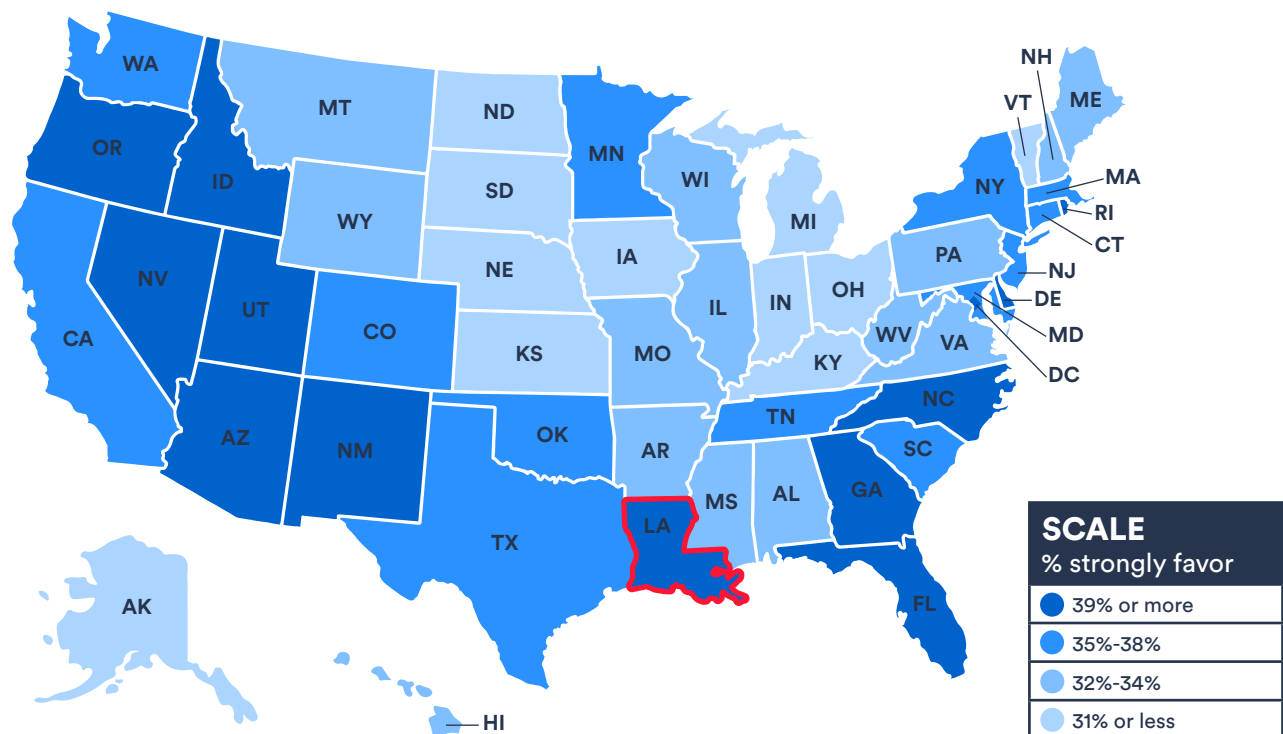 WA
MT
ND
MN
OR
ID
SD
WI
WY
NE
IA
MI
NV
UT
CO
CA
KS
MO
IL
IN
OH
KY
WV
VA
PA
NY
VT
NH
ME
MA
RI
CT
NJ
DE
MD
DC
AZ
NM
OK
TX
AR
TN
NC
SC
MS
AL
GA
LA
FL
AK
HI
SCALE
% strongly favor
39% or more
35%-38%
32%-34%
31% or less